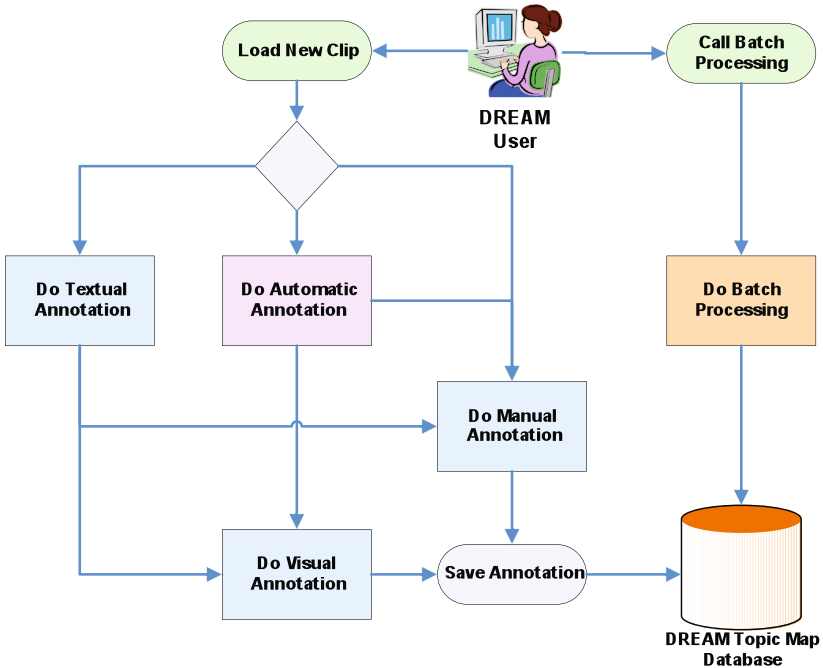 Load New Clip
DREAM
User
Call Batch
Processing
Do Textual
Annotation
Do Automatic
Annotation
Do Batch
Processing
Do Manual
Annotation
Do Visual
Annotation
Save Annotation
DREAM Topic Map
Database